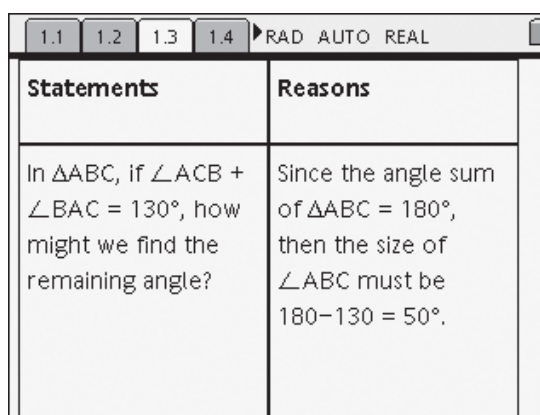 1.1 1.2 1.3 1.4 RAD AUTO REAL
Statements
In ΔABC, if ∠ACB +
∠BAC = 130°, how
might we find the
remaining angle?
Reasons
Since the angle sum
of ΔABC = 180°,
then the size of
∠ABC must be
180−130 = 50°.